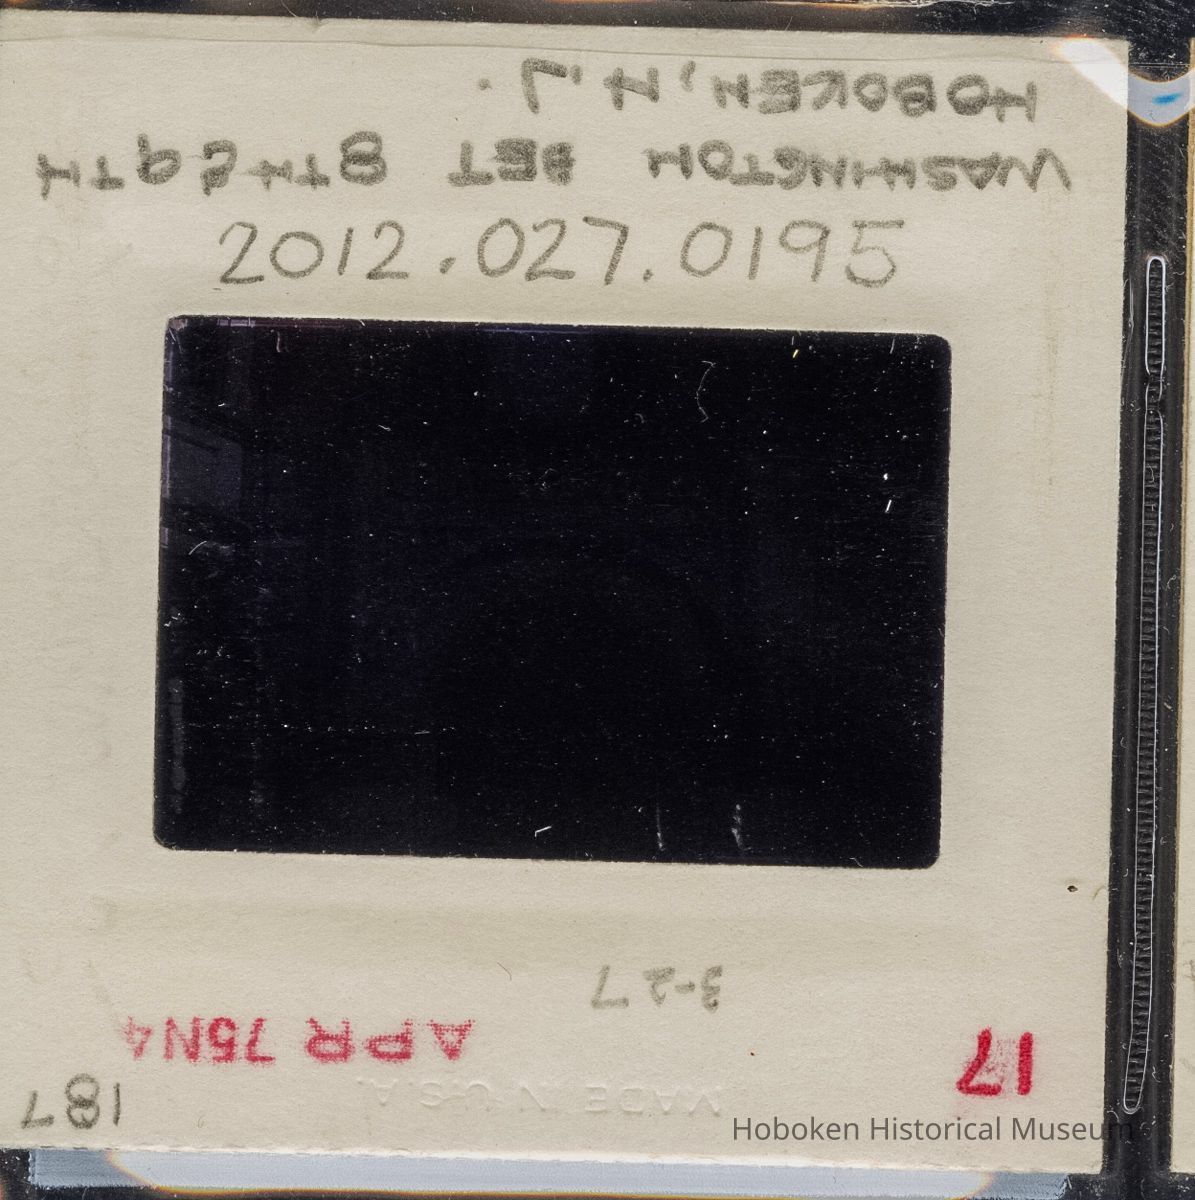 HOBOKEN, N.J.
WASHINGTON BET 8TH & 9TH
2012.027.0195
3-27
APR 75N4
17
MADE IN U.S.A.
187
Hoboken Historical Museum